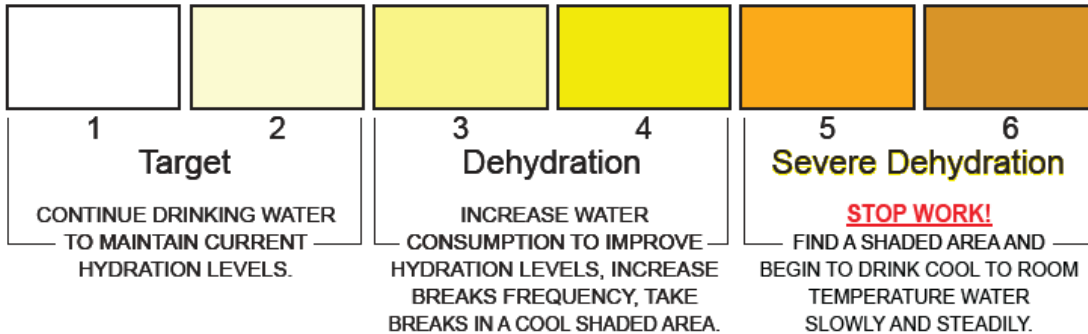 1
2
3
4
5
6
Target
Dehydration
Severe Dehydration
CONTINUE DRINKING WATER
TO MAINTAIN CURRENT
HYDRATION LEVELS.
INCREASE WATER
CONSUMPTION TO IMPROVE
HYDRATION LEVELS, INCREASE
BREAKS FREQUENCY, TAKE
BREAKS IN A COOL SHADED AREA.
STOP WORK!
FIND A SHADED AREA AND
BEGIN TO DRINK COOL TO ROOM
TEMPERATURE WATER
SLOWLY AND STEADILY.